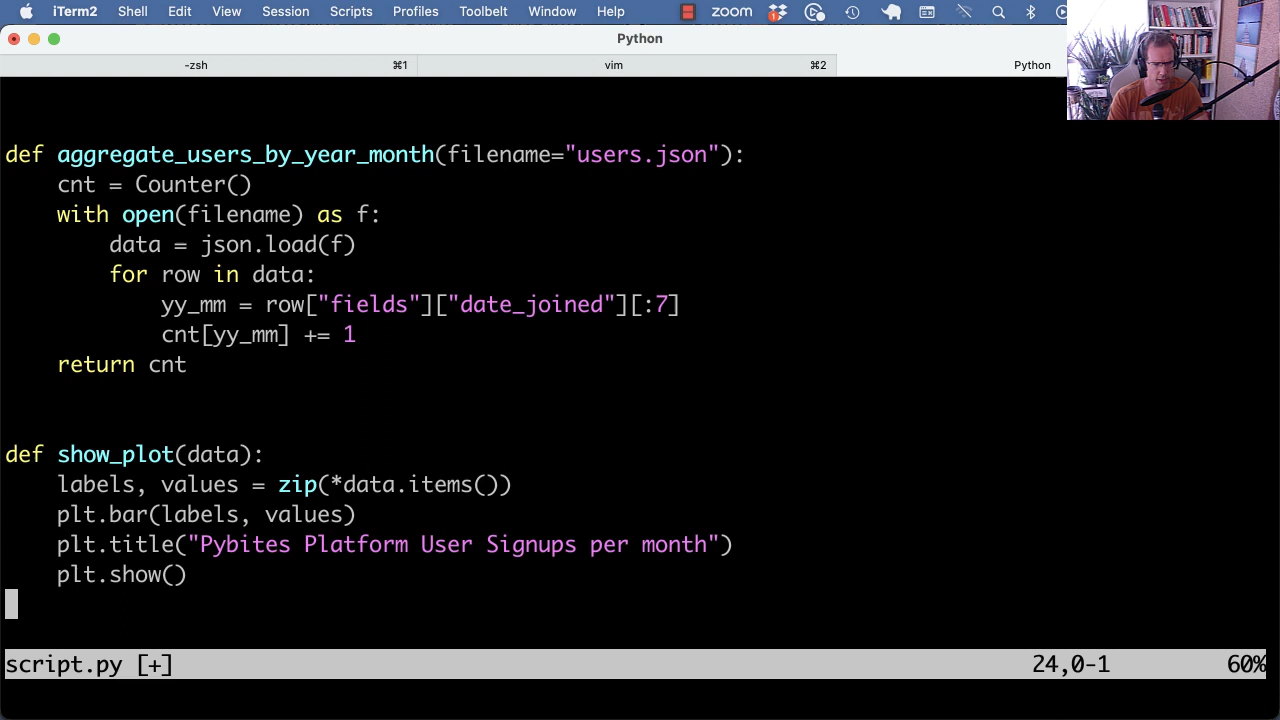 iTerm2 Shell Edit View Session Scripts Profiles Toolbelt Window Help zoom 1
Python
-zsh ⌘1 vim ⌘2 Python
def aggregate_users_by_year_month(filename="users.json"):
    cnt = Counter()
    with open(filename) as f:
        data = json.load(f)
        for row in data:
            yy_mm = row["fields"]["date_joined"][:7]
            cnt[yy_mm] += 1
    return cnt
def show_plot(data):
    labels, values = zip(*data.items())
    plt.bar(labels, values)
    plt.title("Pybites Platform User Signups per month")
    plt.show()
script.py [+] 24,0-1 60%